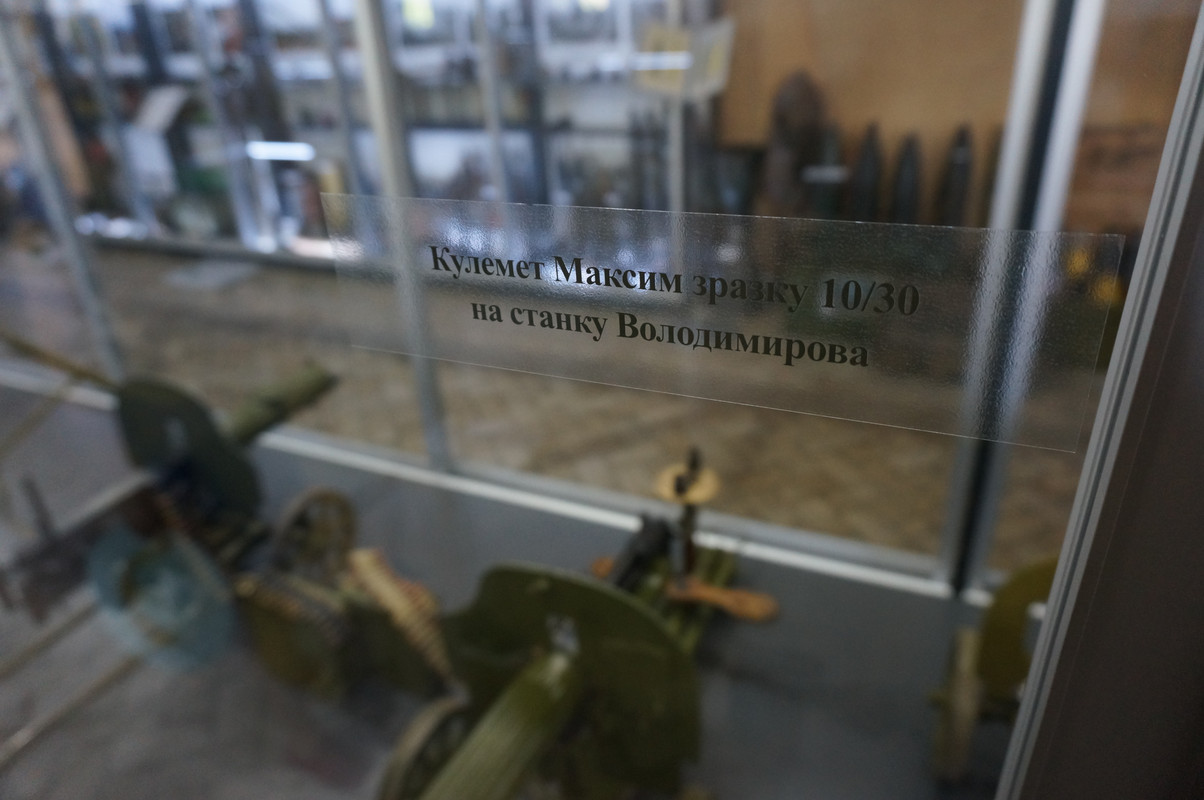 Кулемет Максим зразку 10/30
на станку Володимирова